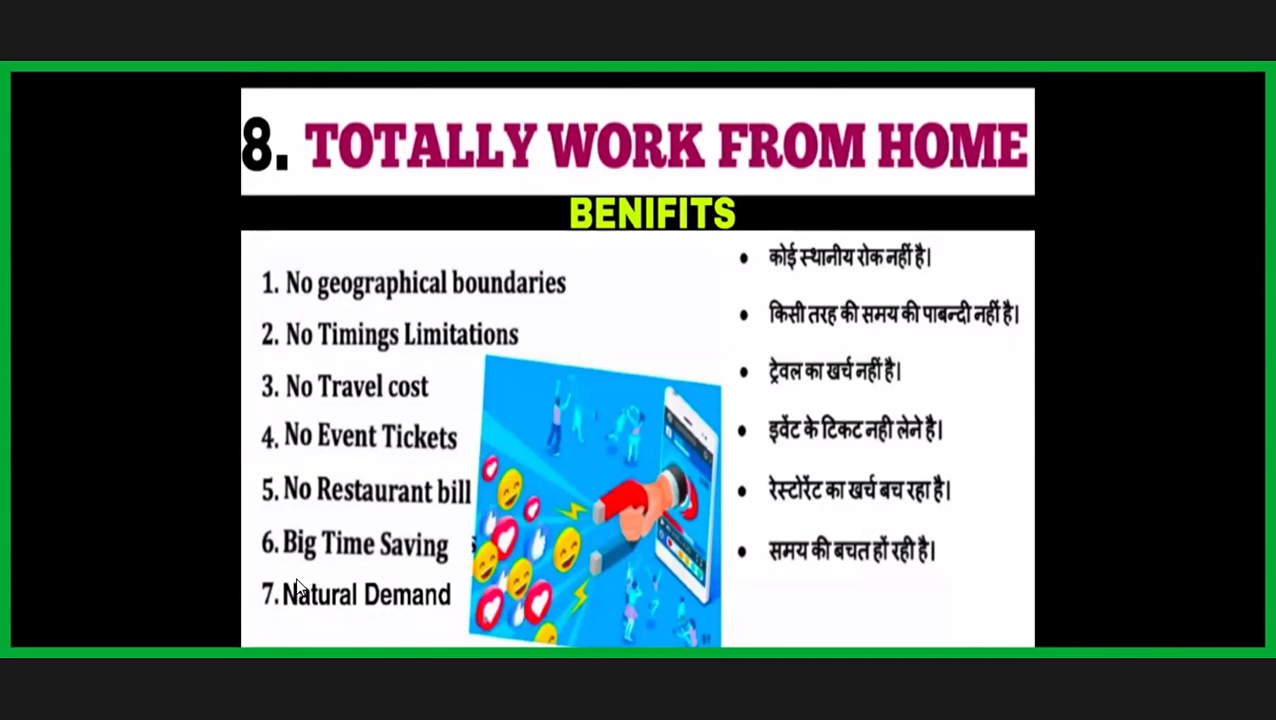 8. TOTALLY WORK FROM HOME
BENIFITS
1. No geographical boundaries
2. No Timings Limitations
3. No Travel cost
4. No Event Tickets
5. No Restaurant bill
6. Big Time Saving
7. Natural Demand
• कोई स्थानीय रोक नहीं है।
• किसी तरह की समय की पाबन्दी नहीं है।
• ट्रेवल का खर्च नहीं है।
• इवेंट के टिकट नही लेने है।
• रेस्टोरेंट का खर्च बच रहा है।
• समय की बचत हों रही है।